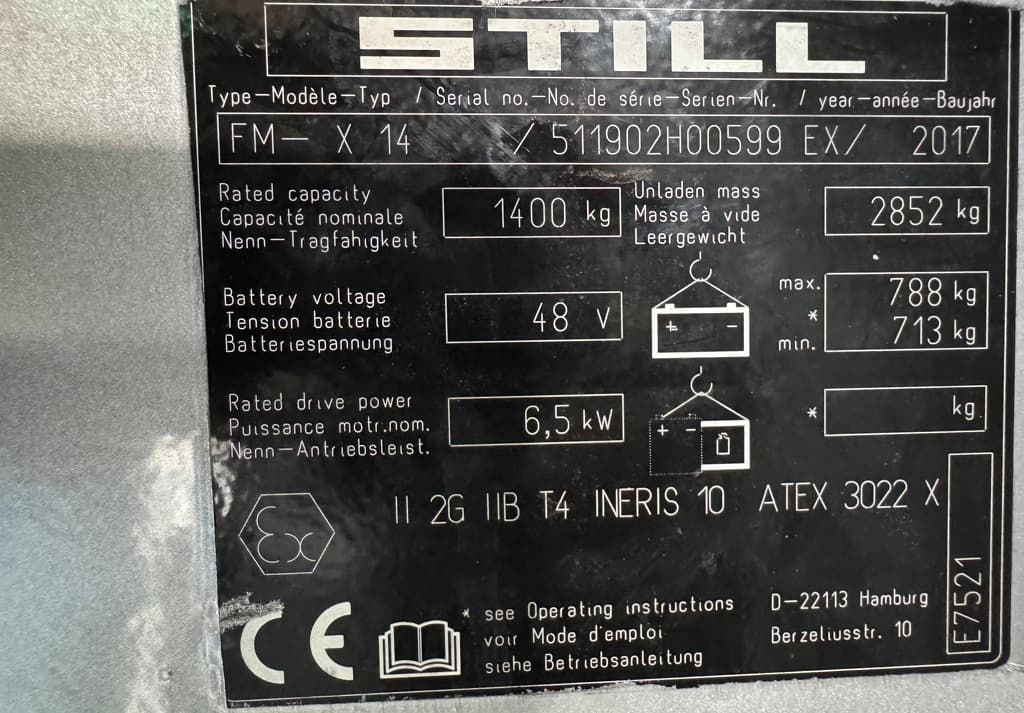 STILL
Type-Modèle-Typ / Serial no.-No. de série-Serien-Nr. / year-année-Baujahr
FM- X 14 / 511902H00599 EX/ 2017
Rated capacity
Capacité nominale
Nenn-Tragfähigkeit
1400 kg
Unladen mass
Masse à vide
Leergewicht
2852 kg
Battery voltage
Tension batterie
Batteriespannung
48 V
+ -
max.
*
min.
788 kg
713 kg
Rated drive power
Puissance motr.nom.
Nenn-Antriebsleist.
6,5 kW
+ -
* kg
Ex II 2G IIB T4 INERIS 10 ATEX 3022 X
E7521
CE
* see Operating instructions
voir Mode d'emploi
siehe Betriebsanleitung
D-22113 Hamburg
Berzeliusstr. 10